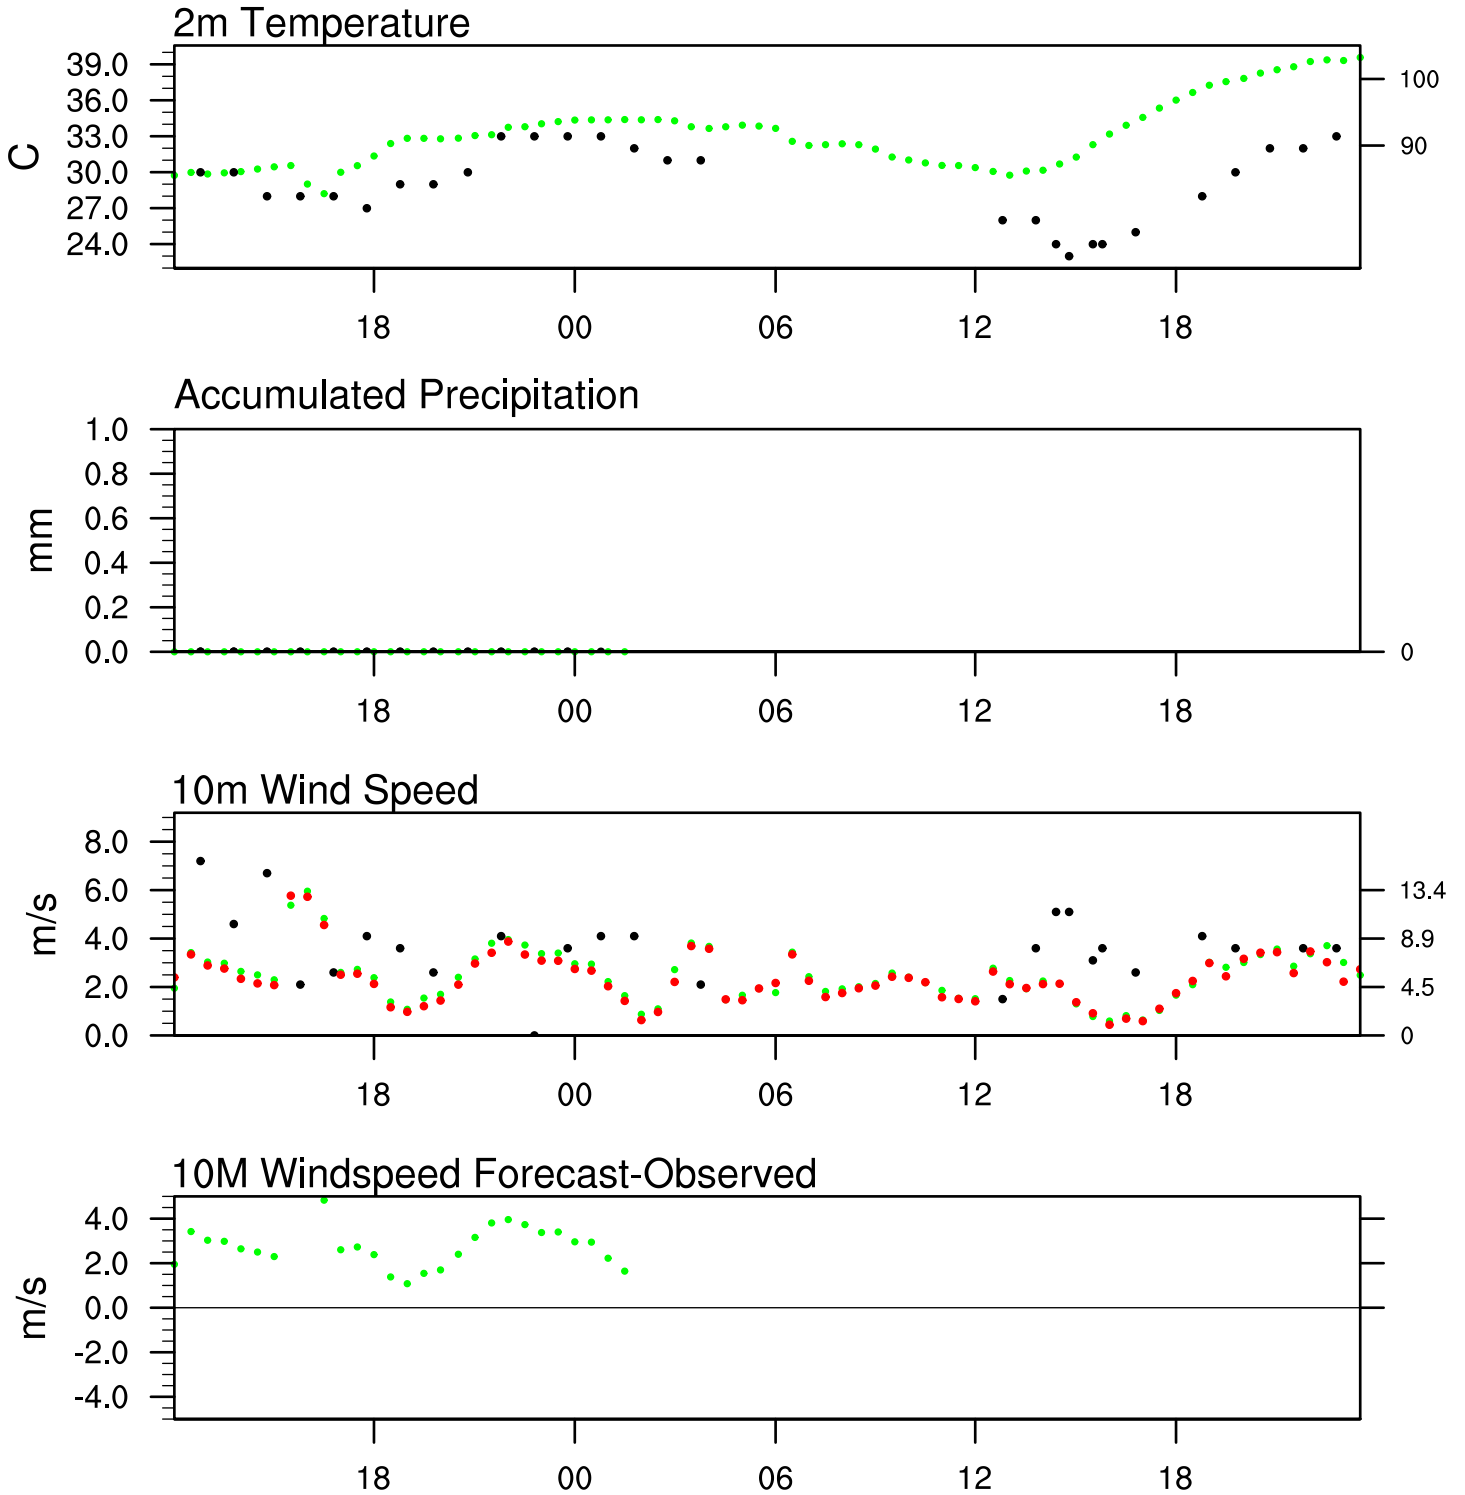 2m Temperature
39.0
36.0
33.0
30.0
27.0
24.0
C
100
90
18 00 06 12 18
Accumulated Precipitation
1.0
0.8
0.6
0.4
0.2
0.0
mm
0
18 00 06 12 18
10m Wind Speed
8.0
6.0
4.0
2.0
0.0
m/s
13.4
8.9
4.5
0
18 00 06 12 18
10M Windspeed Forecast-Observed
4.0
2.0
0.0
-2.0
-4.0
m/s
18 00 06 12 18